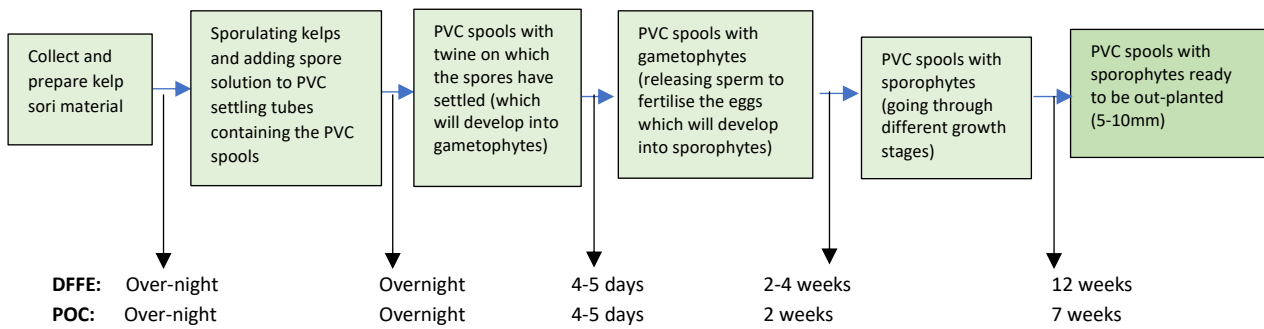 Collect and
prepare kelp
sori material
Sporulating kelps
and adding spore
solution to PVC
settling tubes
containing the PVC
spools
PVC spools with
twine on which
the spores have
settled (which
will develop into
gametophytes)
PVC spools with
gametophytes
(releasing sperm to
fertilise the eggs
which will develop
into sporophytes)
PVC spools with
sporophytes
(going through
different growth
stages)
PVC spools with
sporophytes ready
to be out-planted
(5-10mm)
DFFE: Over-night Overnight 4-5 days 2-4 weeks 12 weeks
POC: Over-night Overnight 4-5 days 2 weeks 7 weeks